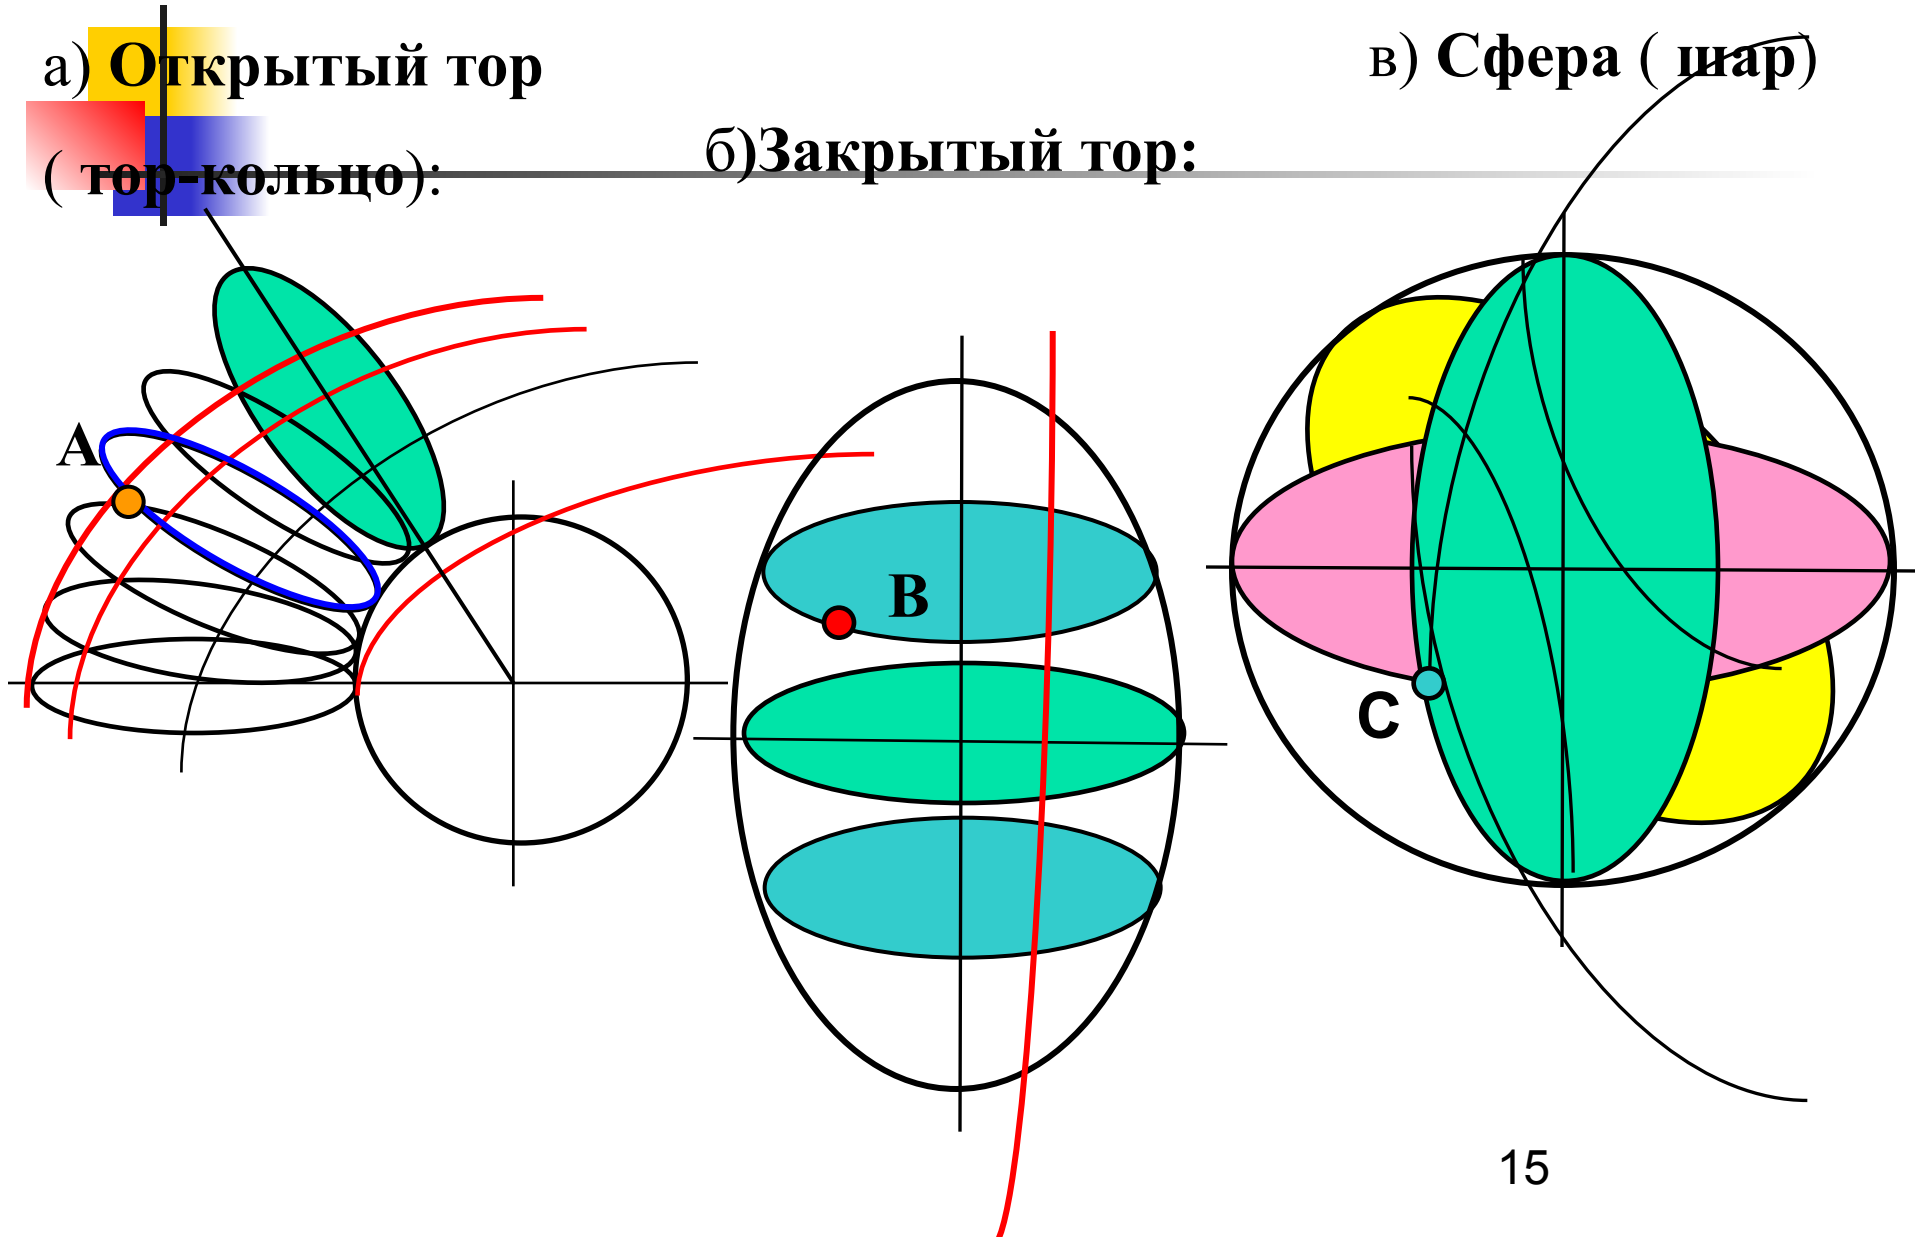 а) Открытый тор
( тор-кольцо):
б)Закрытый тор:
в) Сфера ( шар)
А
В
С
15